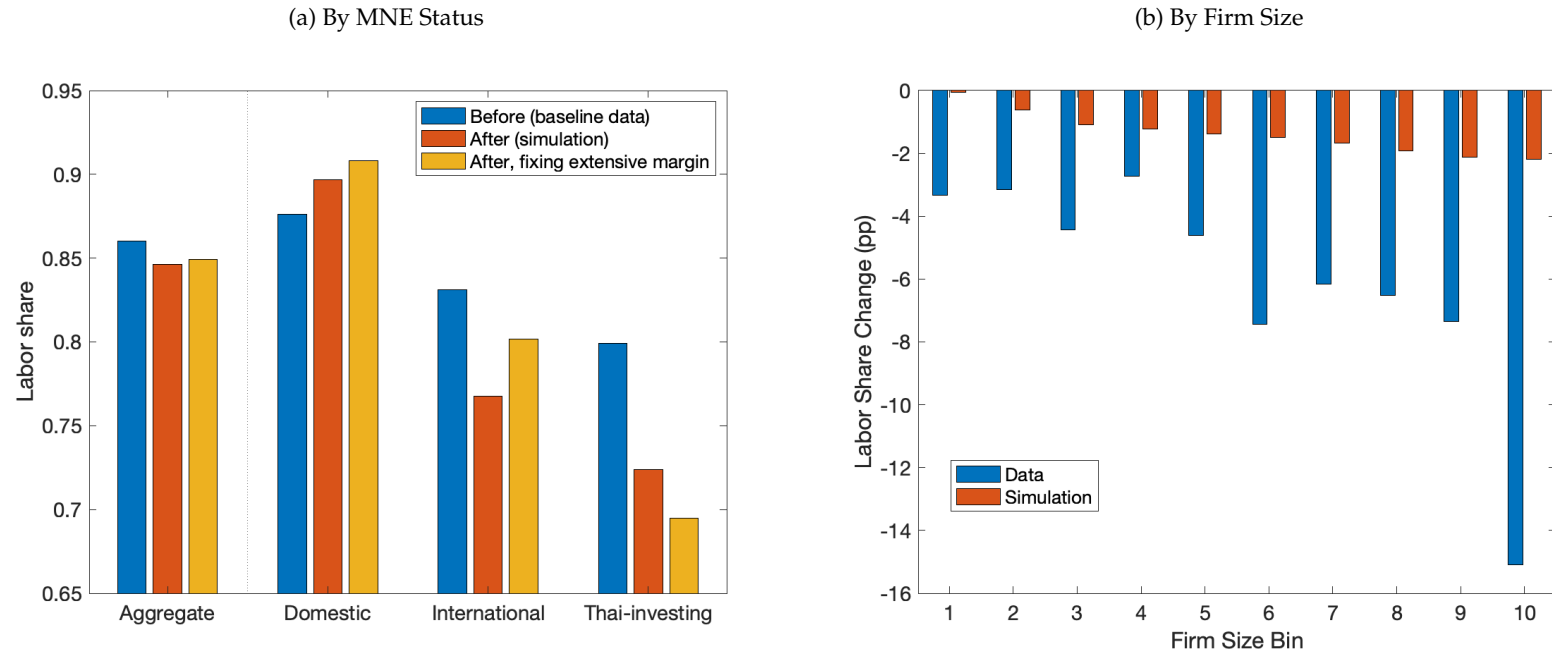 (a) By MNE Status
0.95
0.9
0.85
0.8
0.75
0.7
0.65
Labor share
Before (baseline data)
After (simulation)
After, fixing extensive margin
Aggregate Domestic International Thai-investing
(b) By Firm Size
0
-2
-4
-6
-8
-10
-12
-14
-16
Labor Share Change (pp)
Data
Simulation
1 2 3 4 5 6 7 8 9 10
Firm Size Bin